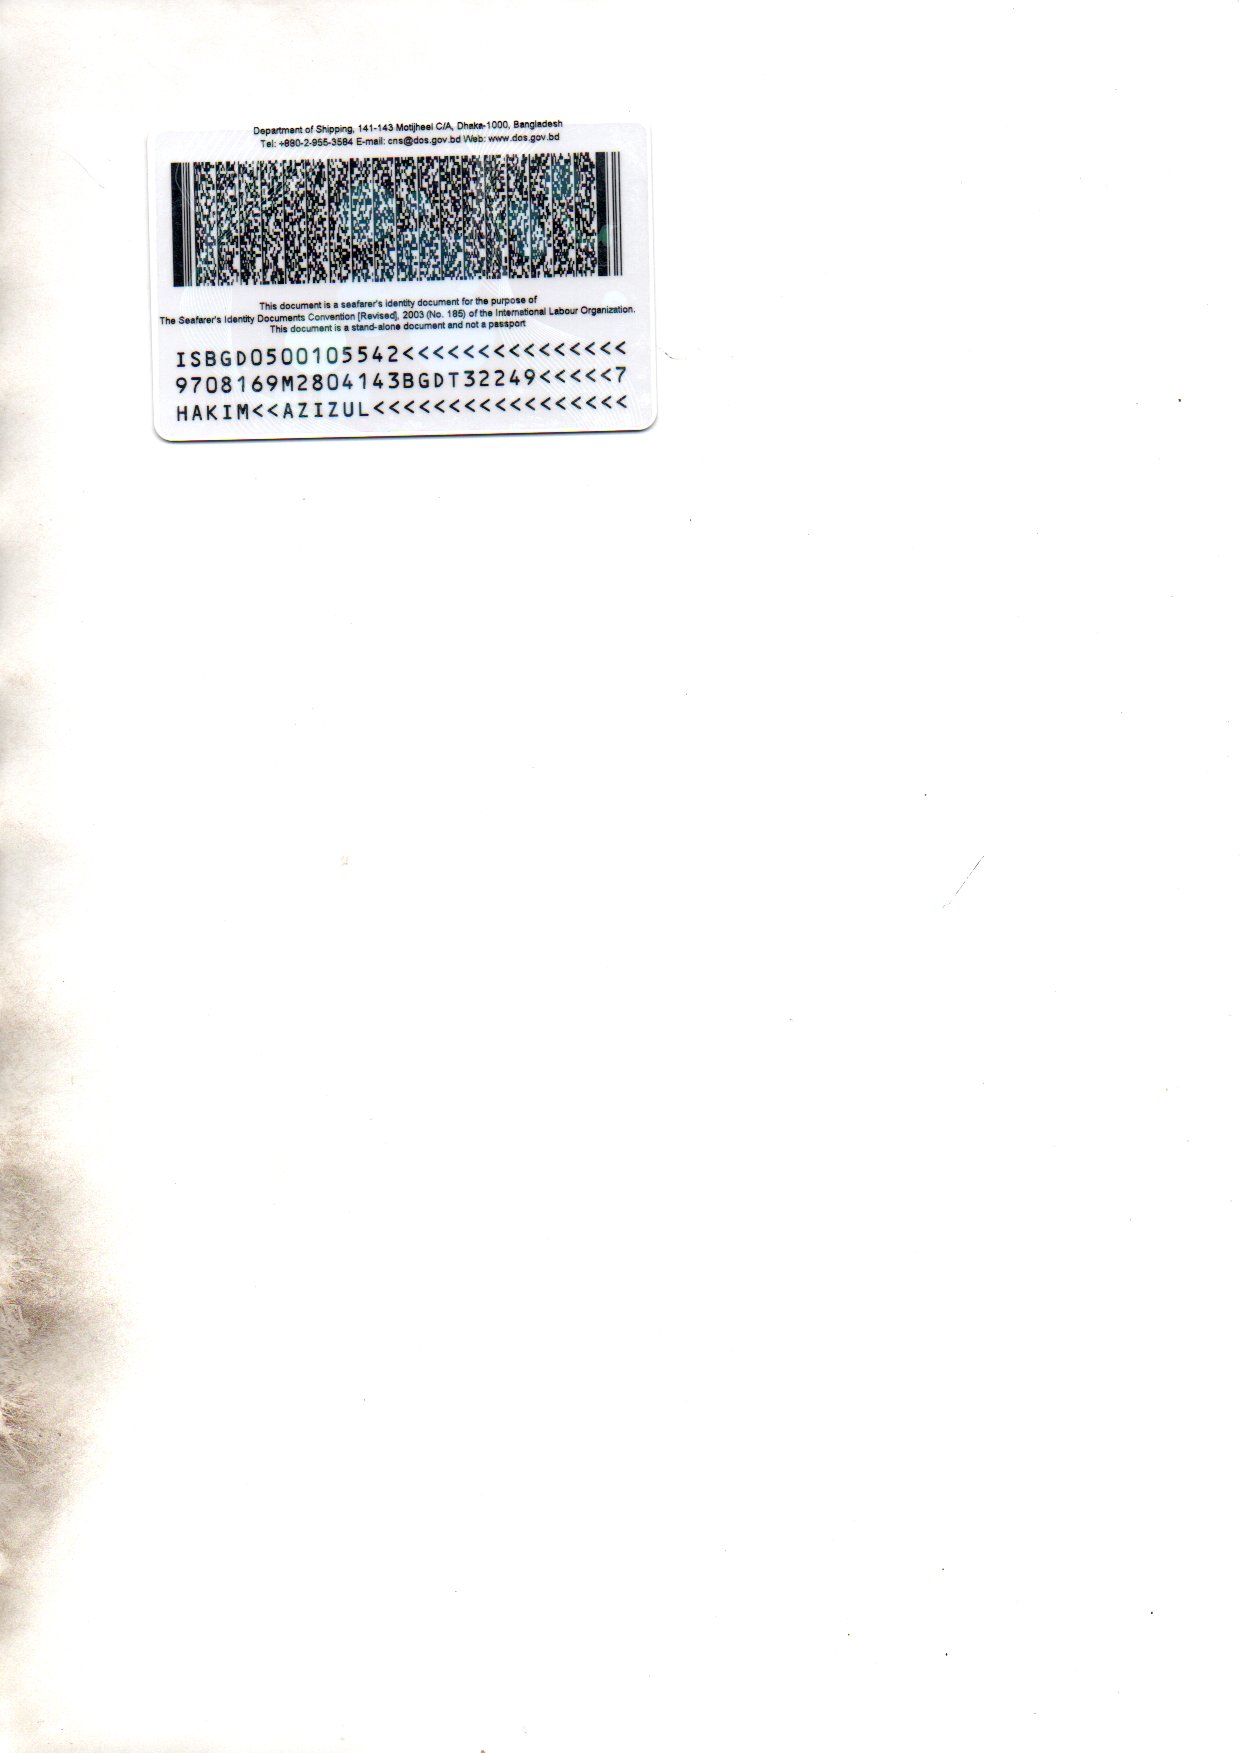 Department of Shipping, 141-143 Motijheel C/A, Dhaka-1000, Bangladesh
Tel: +880-2-955-3584 E-mail: cns@dos.gov.bd Web: www.dos.gov.bd
This document is a seafarer's identity document for the purpose of
The Seafarer's Identity Documents Convention [Revised], 2003 (No. 185) of the International Labour Organization.
This document is a stand-alone document and not a passport
ISBGD0500105542<<<<<<<<<<<<<<<
9708169M2804143BGDT32249<<<<<7
HAKIM<<AZIZUL<<<<<<<<<<<<<<<<<